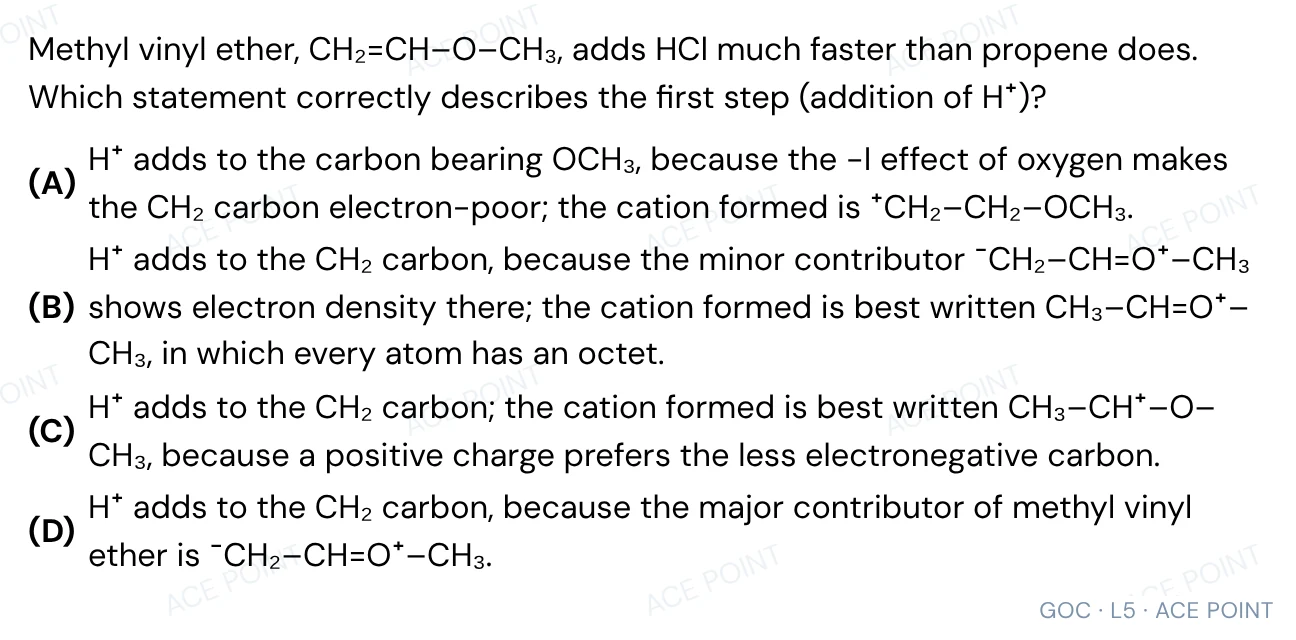 Methyl vinyl ether, CH₂=CH–O–CH₃, adds HCl much faster than propene does.
Which statement correctly describes the first step (addition of H⁺)?
(A) H⁺ adds to the carbon bearing OCH₃, because the –I effect of oxygen makes
the CH₂ carbon electron-poor; the cation formed is ⁺CH₂–CH₂–OCH₃.
(B) H⁺ adds to the CH₂ carbon, because the minor contributor ⁻CH₂–CH=O⁺–CH₃
shows electron density there; the cation formed is best written CH₃–CH=O⁺–
CH₃, in which every atom has an octet.
(C) H⁺ adds to the CH₂ carbon; the cation formed is best written CH₃–CH⁺–O–
CH₃, because a positive charge prefers the less electronegative carbon.
(D) H⁺ adds to the CH₂ carbon, because the major contributor of methyl vinyl
ether is ⁻CH₂–CH=O⁺–CH₃.
GOC · L5 · ACE POINT